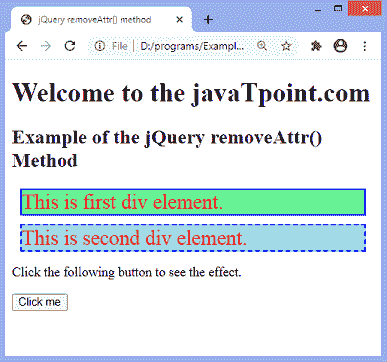 jQuery removeAttr() method
File
D:/programs/Exampl...
Welcome to the javaTpoint.com
Example of the jQuery removeAttr()
Method
This is first div element.
This is second div element.
Click the following button to see the effect.
Click me